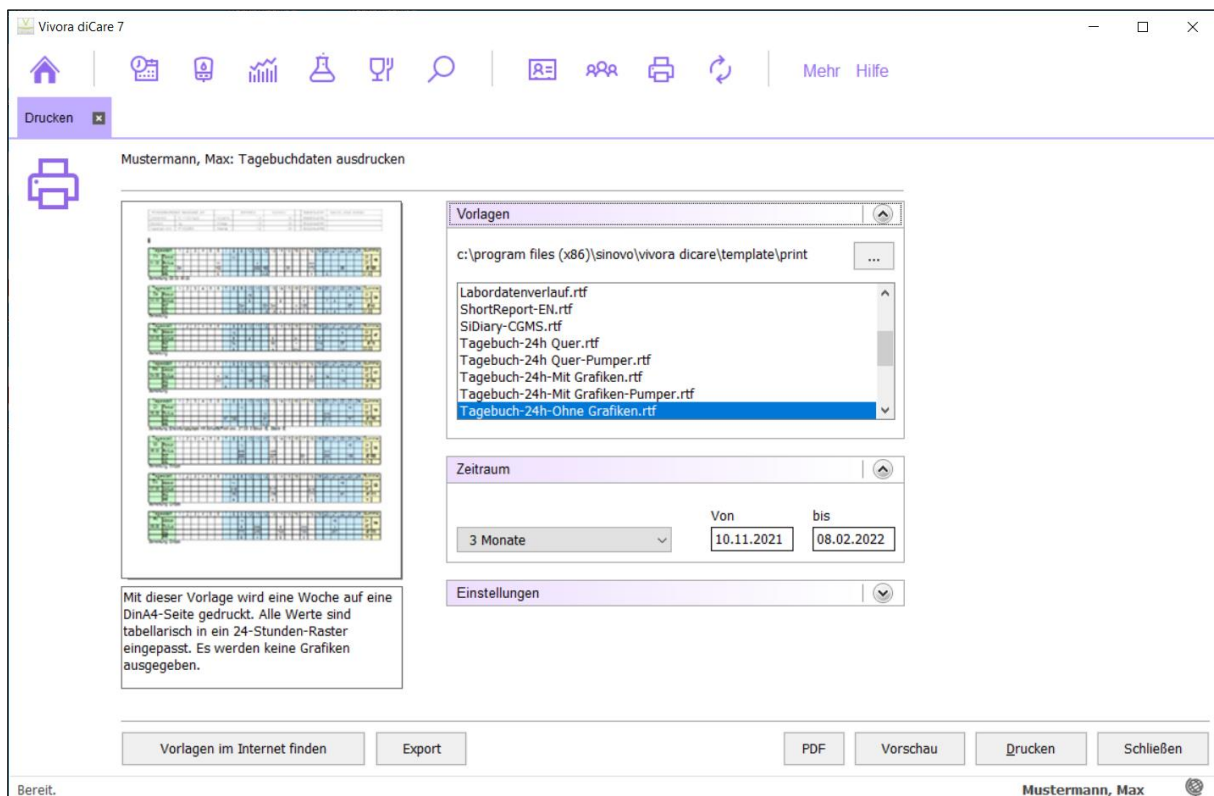 Vivora diCare 7
Mehr Hilfe
Drucken
Mustermann, Max: Tagebuchdaten ausdrucken
Vorlagen
c:\program files (x86)\sinovo\vivora dicare\template\print
...
Labordatenverlauf.rtf
ShortReport-EN.rtf
SiDiary-CGMS.rtf
Tagebuch-24h Quer.rtf
Tagebuch-24h Quer-Pumper.rtf
Tagebuch-24h-Mit Grafiken.rtf
Tagebuch-24h-Mit Grafiken-Pumper.rtf
Tagebuch-24h-Ohne Grafiken.rtf
Zeitraum
Von bis
3 Monate 10.11.2021 08.02.2022
Einstellungen
Mit dieser Vorlage wird eine Woche auf eine
DinA4-Seite gedruckt. Alle Werte sind
tabellarisch in ein 24-Stunden-Raster
eingepasst. Es werden keine Grafiken
ausgegeben.
Vorlagen im Internet finden Export PDF Vorschau Drucken Schließen
Bereit. Mustermann, Max